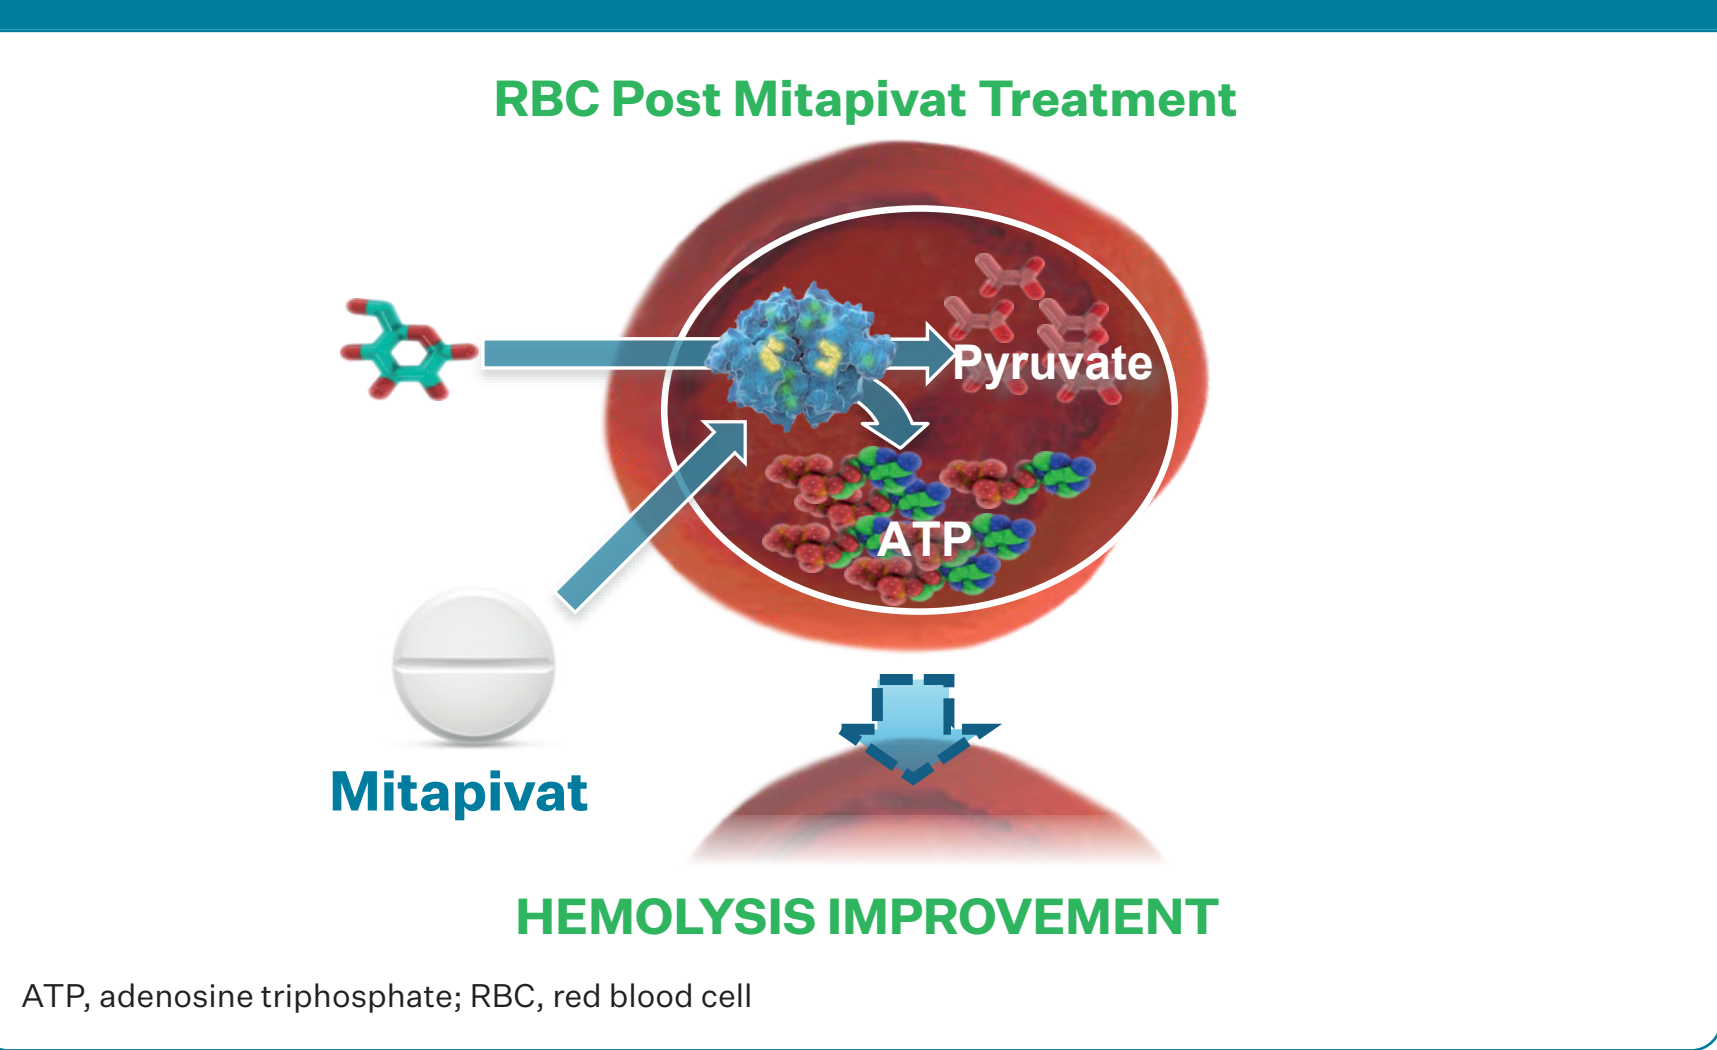 RBC Post Mitapivat Treatment
Pyruvate
ATP
Mitapivat
HEMOLYSIS IMPROVEMENT
ATP, adenosine triphosphate; RBC, red blood cell